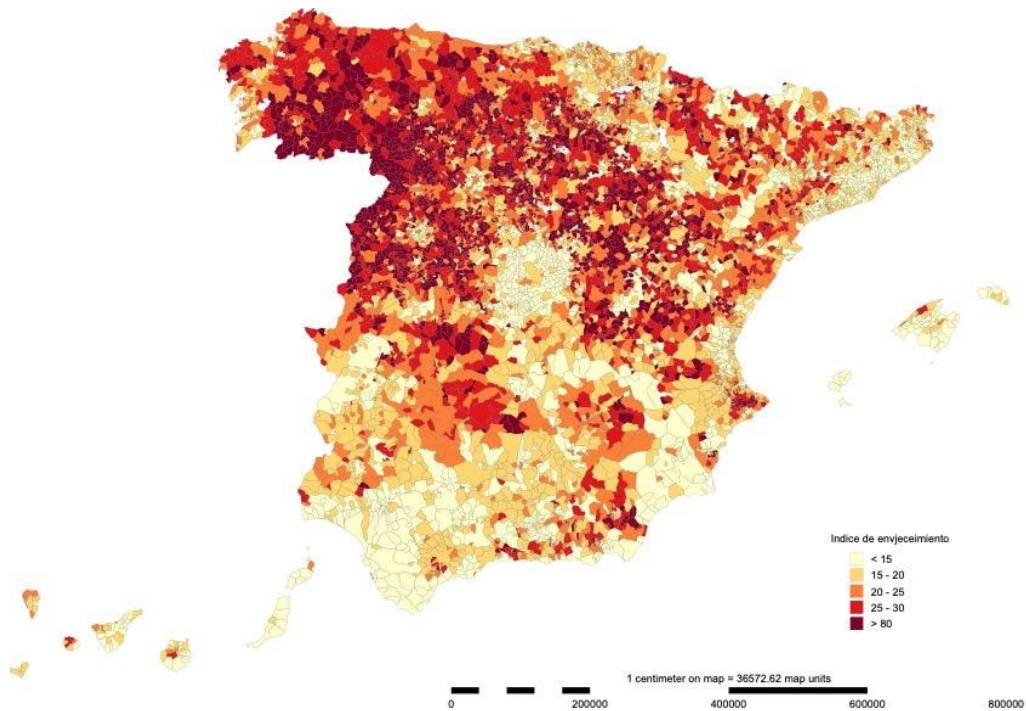 Indice de envjeceimiento
< 15
15 - 20
20 - 25
25 - 30
> 80
1 centimeter on map = 36572.62 map units
0 200000 400000 600000 800000